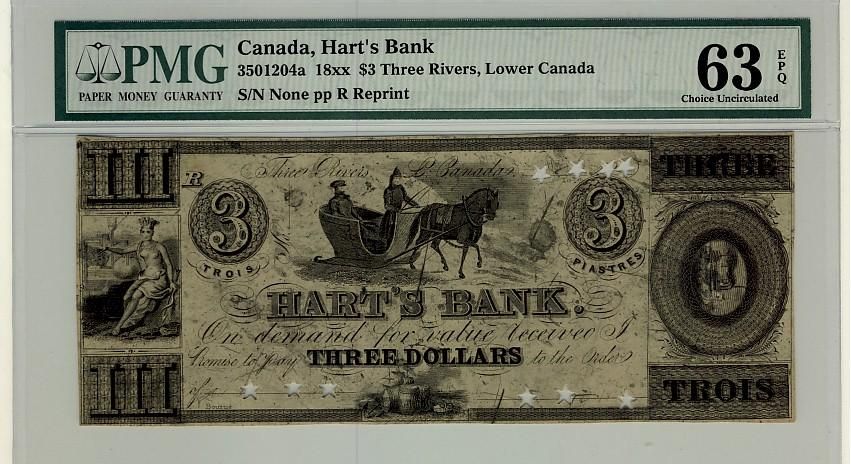 PMG
PAPER MONEY GUARANTY
Canada, Hart's Bank
3501204a 18xx $3 Three Rivers, Lower Canada
S/N None pp R Reprint
63 EPQ
Choice Uncirculated
III
R
Three Rivers L. Canada
THREE
3
TROIS
3
PIASTRES
HART'S BANK.
On demand for value received I
Promise to pay THREE DOLLARS to the Order
of
III
TROIS
Bourne